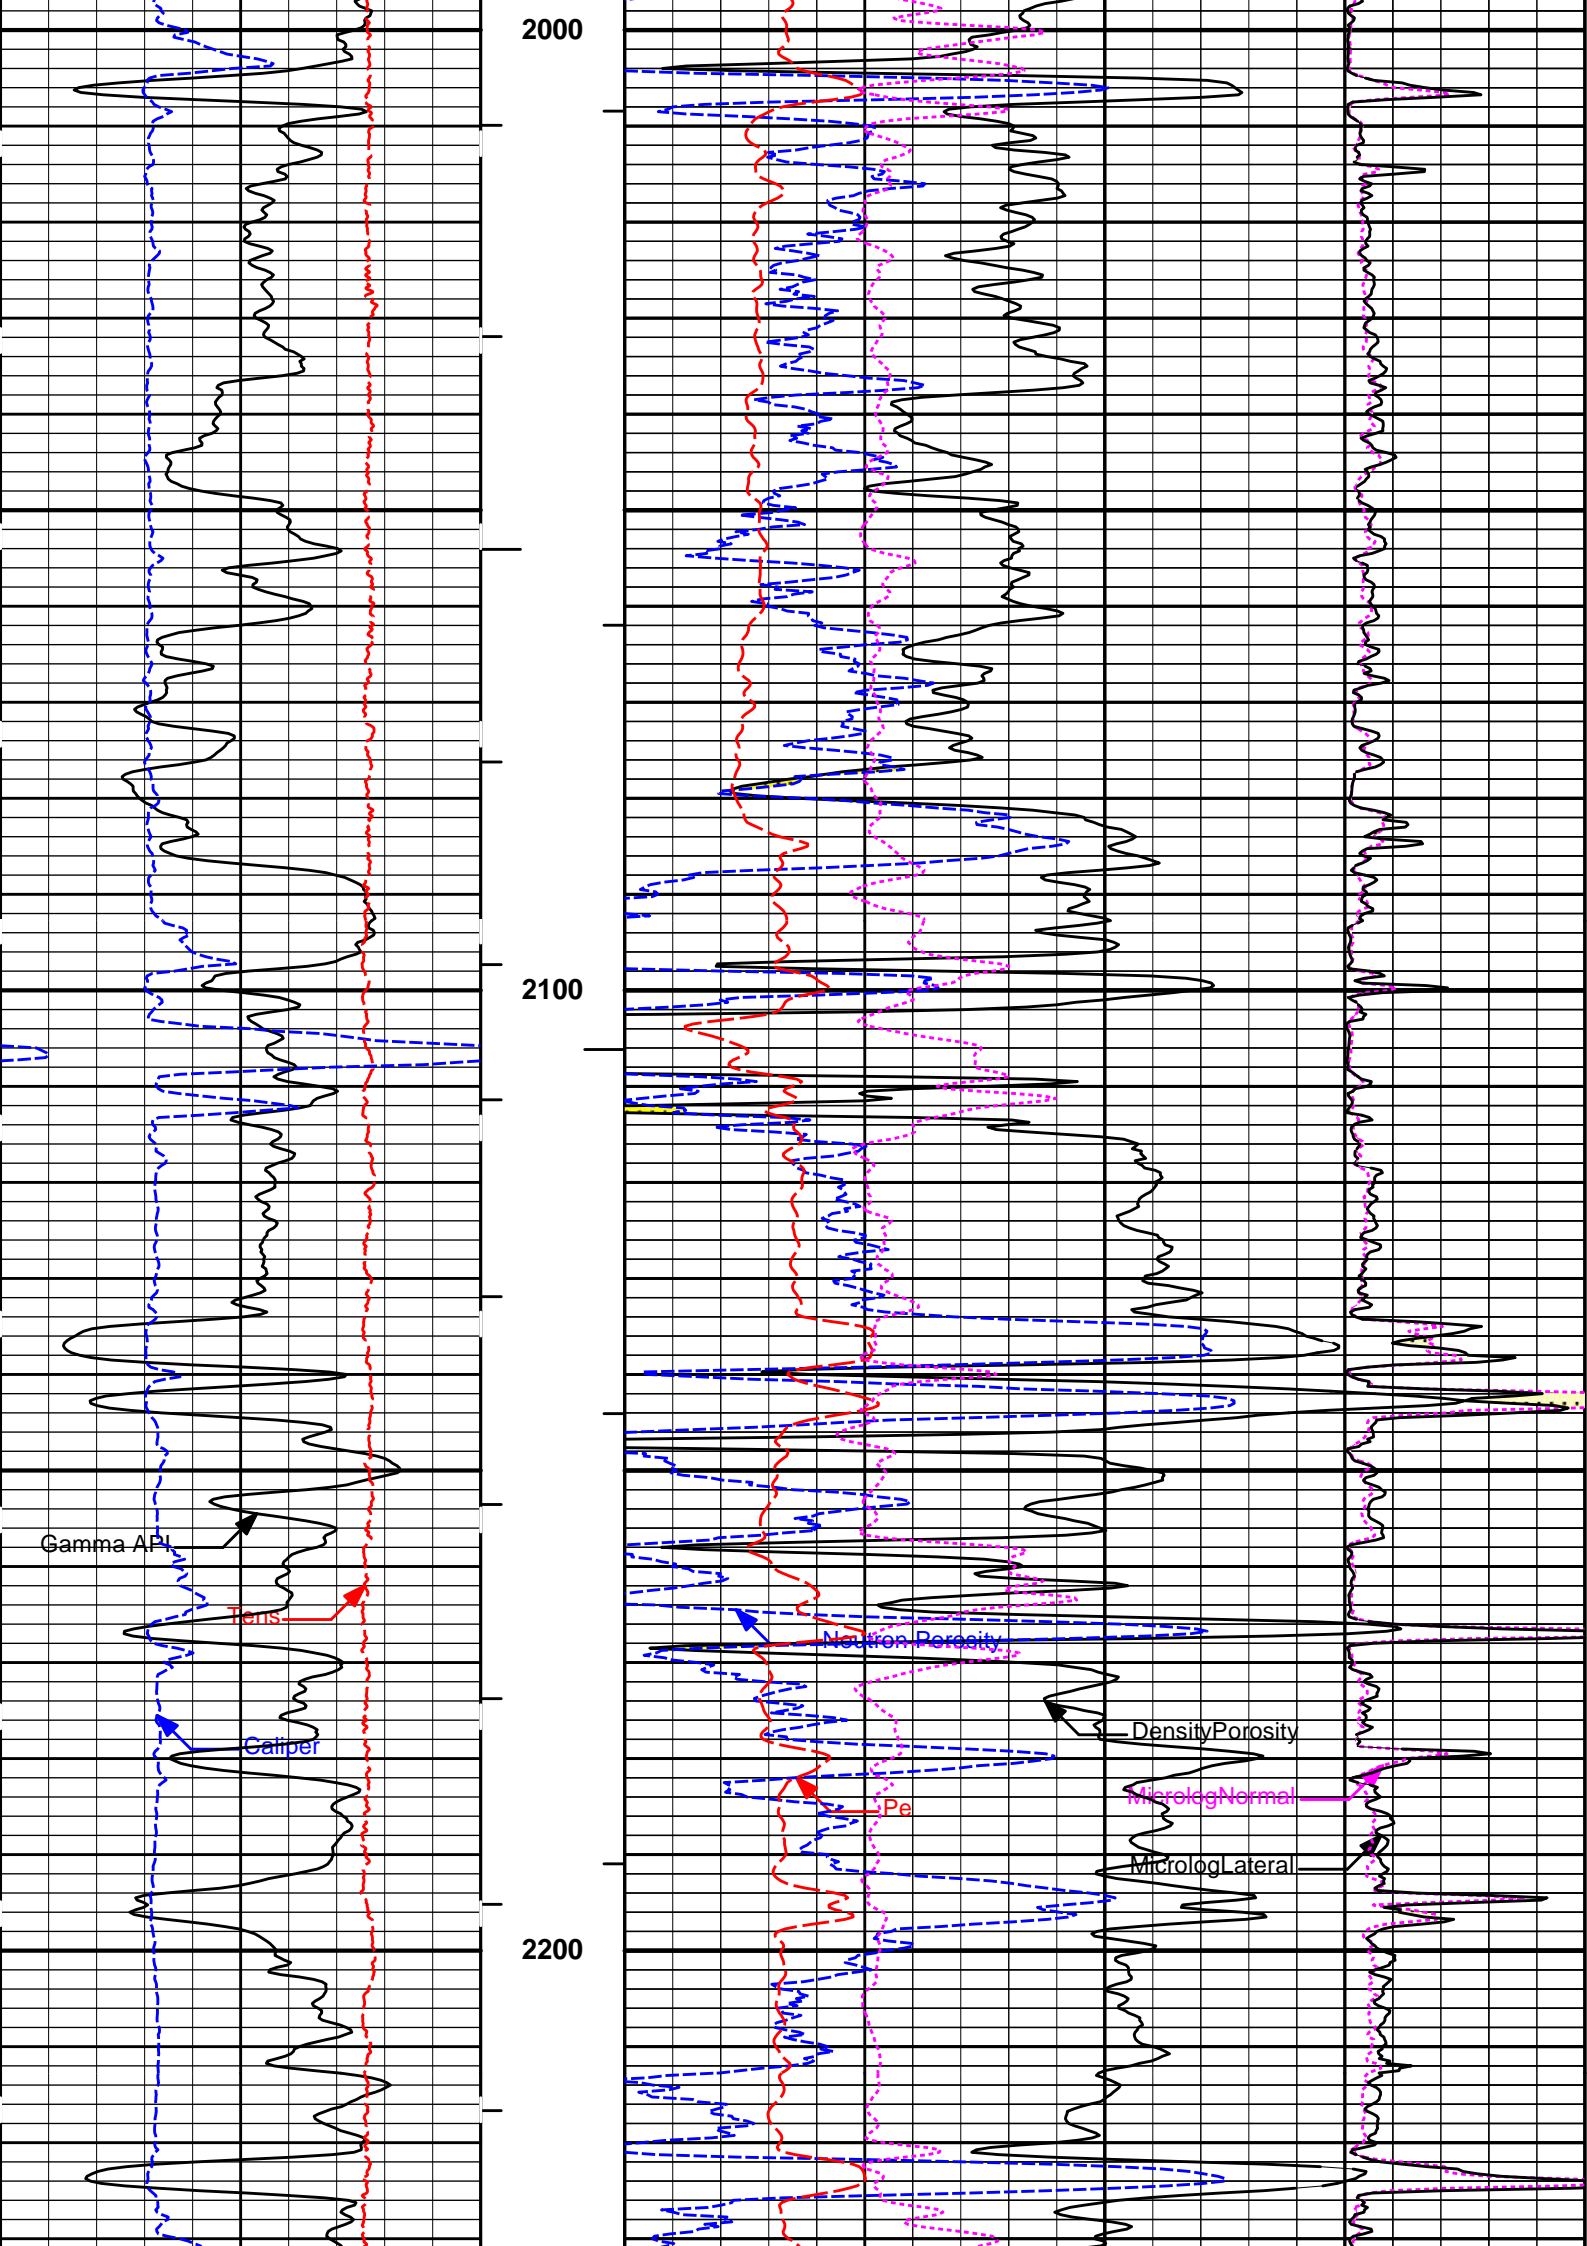 2000
2100
Gamma API
Tens
Neutron Porosity
DensityPorosity
Caliper
MicrologNormal
Pe
MicrologLateral
2200